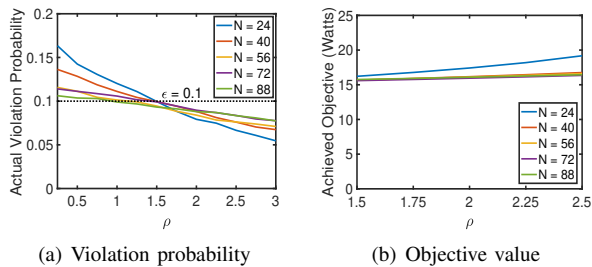 Actual Violation Probability
0.2
0.15
0.1
0.05
0
ϵ = 0.1
N = 24
N = 40
N = 56
N = 72
N = 88
0.5
1
1.5
2
2.5
3
ρ
(a) Violation probability
Achieved Objective (Watts)
25
20
15
10
5
0
N = 24
N = 40
N = 56
N = 72
N = 88
1.5
1.75
2
2.25
2.5
ρ
(b) Objective value